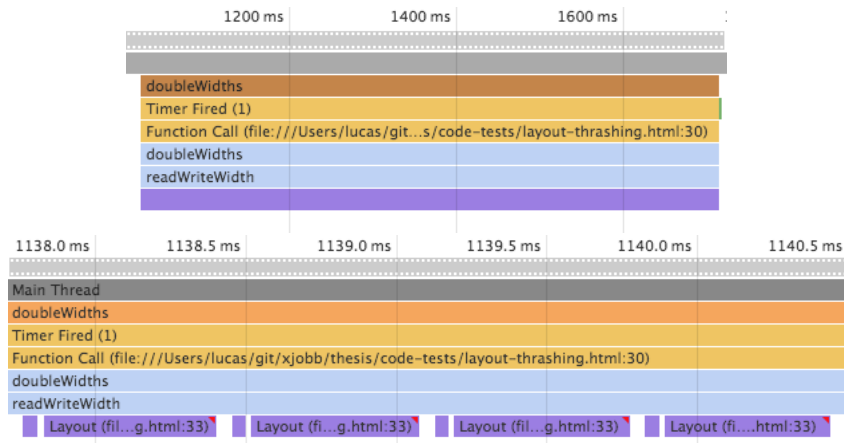 1200 ms 1400 ms 1600 ms
doubleWidths
Timer Fired (1)
Function Call (file:///Users/lucas/git...s/code-tests/layout-thrashing.html:30)
doubleWidths
readWriteWidth
1138.0 ms 1138.5 ms 1139.0 ms 1139.5 ms 1140.0 ms 1140.5 ms
Main Thread
doubleWidths
Timer Fired (1)
Function Call (file:///Users/lucas/git/xjobb/thesis/code-tests/layout-thrashing.html:30)
doubleWidths
readWriteWidth
Layout (fil...g.html:33) Layout (fi...g.html:33) Layout (fil...g.html:33) Layout (fi....html:33)